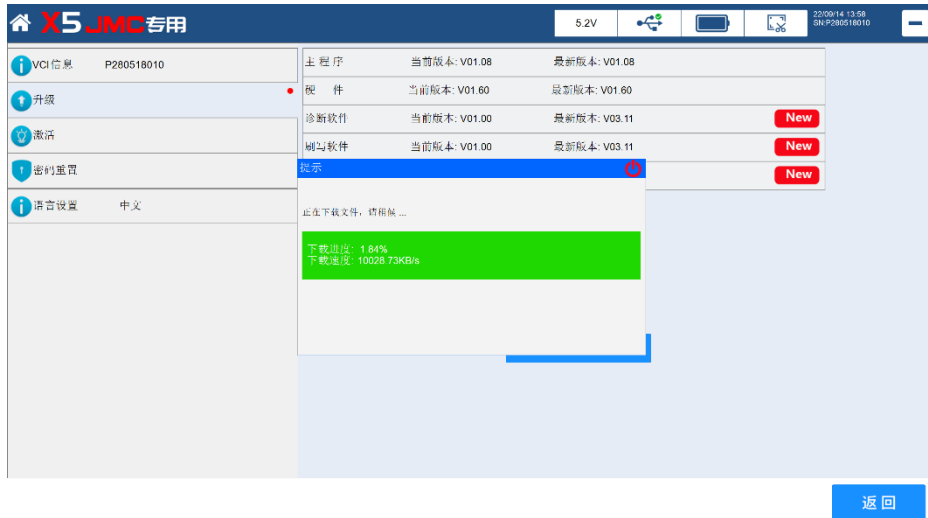 X5 JMC专用
5.2V
22/09/14 13:58
SN:P280518010
VCI信息 P280518010
升级
激活
密码重置
语言设置 中文
主程序 当前版本: V01.08 最新版本: V01.08
硬 件 当前版本: V01.60 最新版本: V01.60
诊断软件 当前版本: V01.00 最新版本: V03.11 New
刷写软件 当前版本: V01.00 最新版本: V03.11 New
New
提示
正在下载文件，请稍候 ...
下载进度: 1.84%
下载速度: 10028.73KB/s
返回